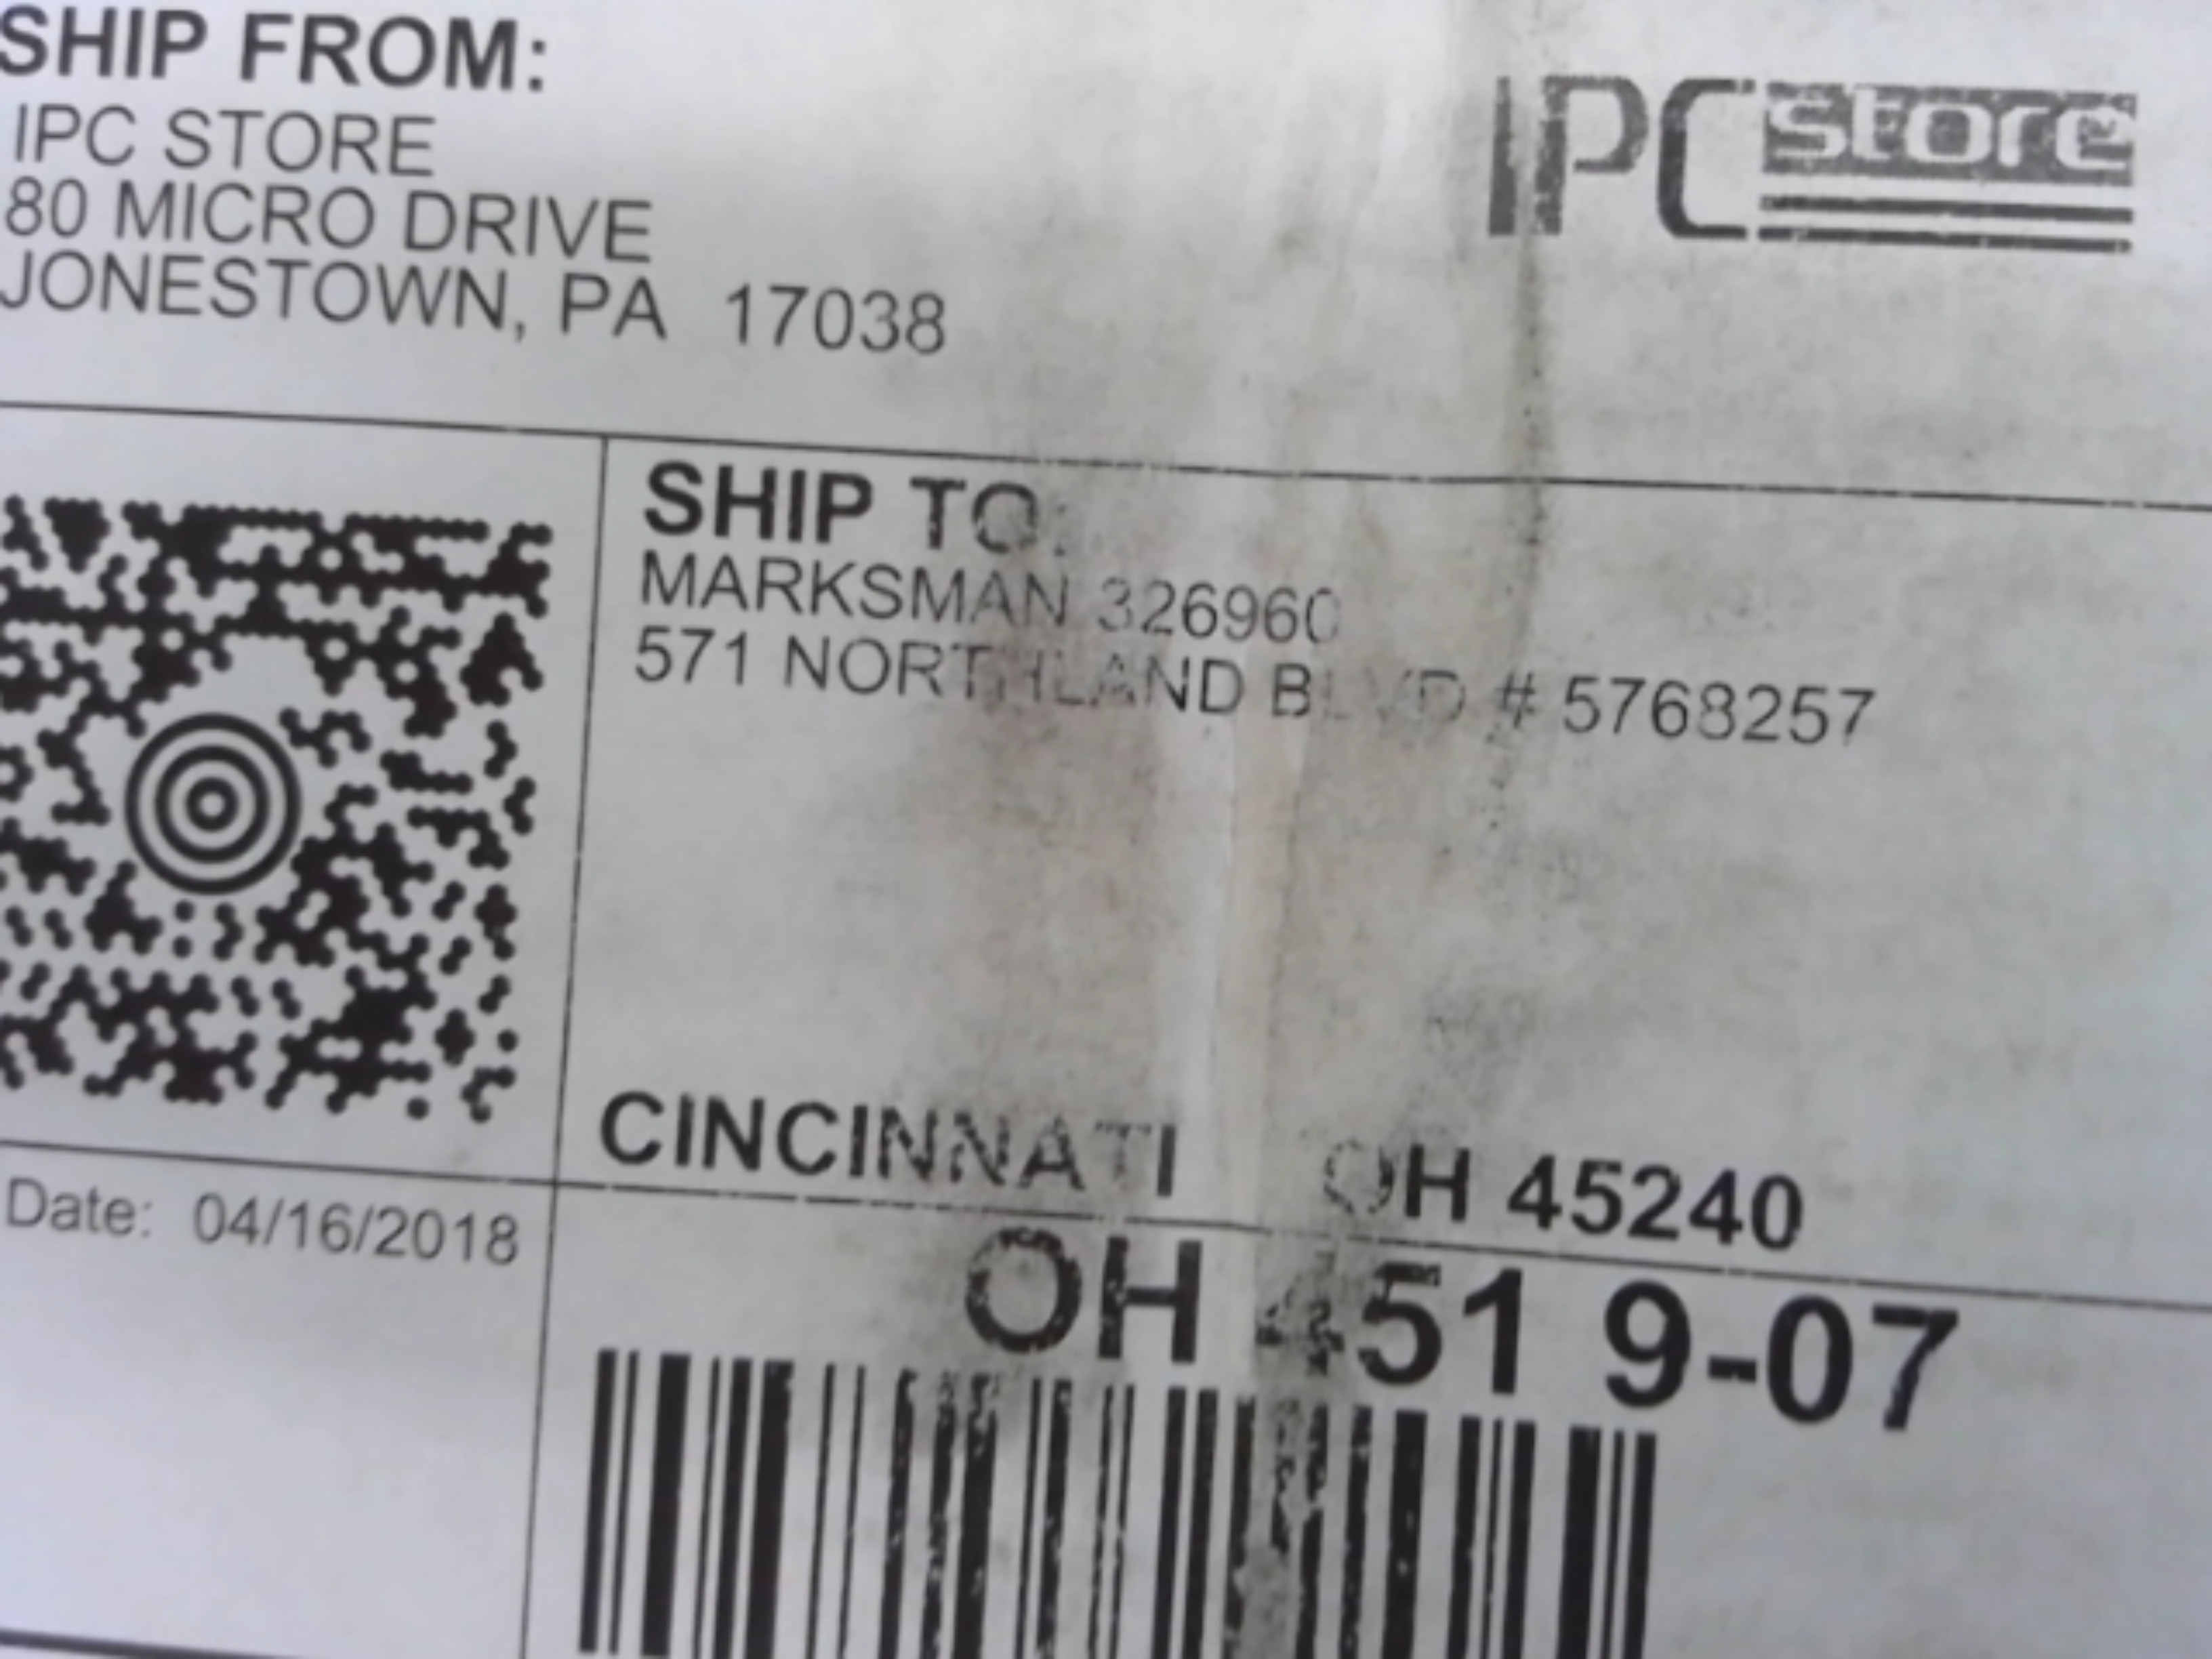 SHIP FROM:
IPC STORE
80 MICRO DRIVE
JONESTOWN, PA 17038
IPC store
SHIP TO:
MARKSMAN 326960
571 NORTHLAND BLVD # 5768257
CINCINNATI OH 45240
Date: 04/16/2018
OH 451 9-07